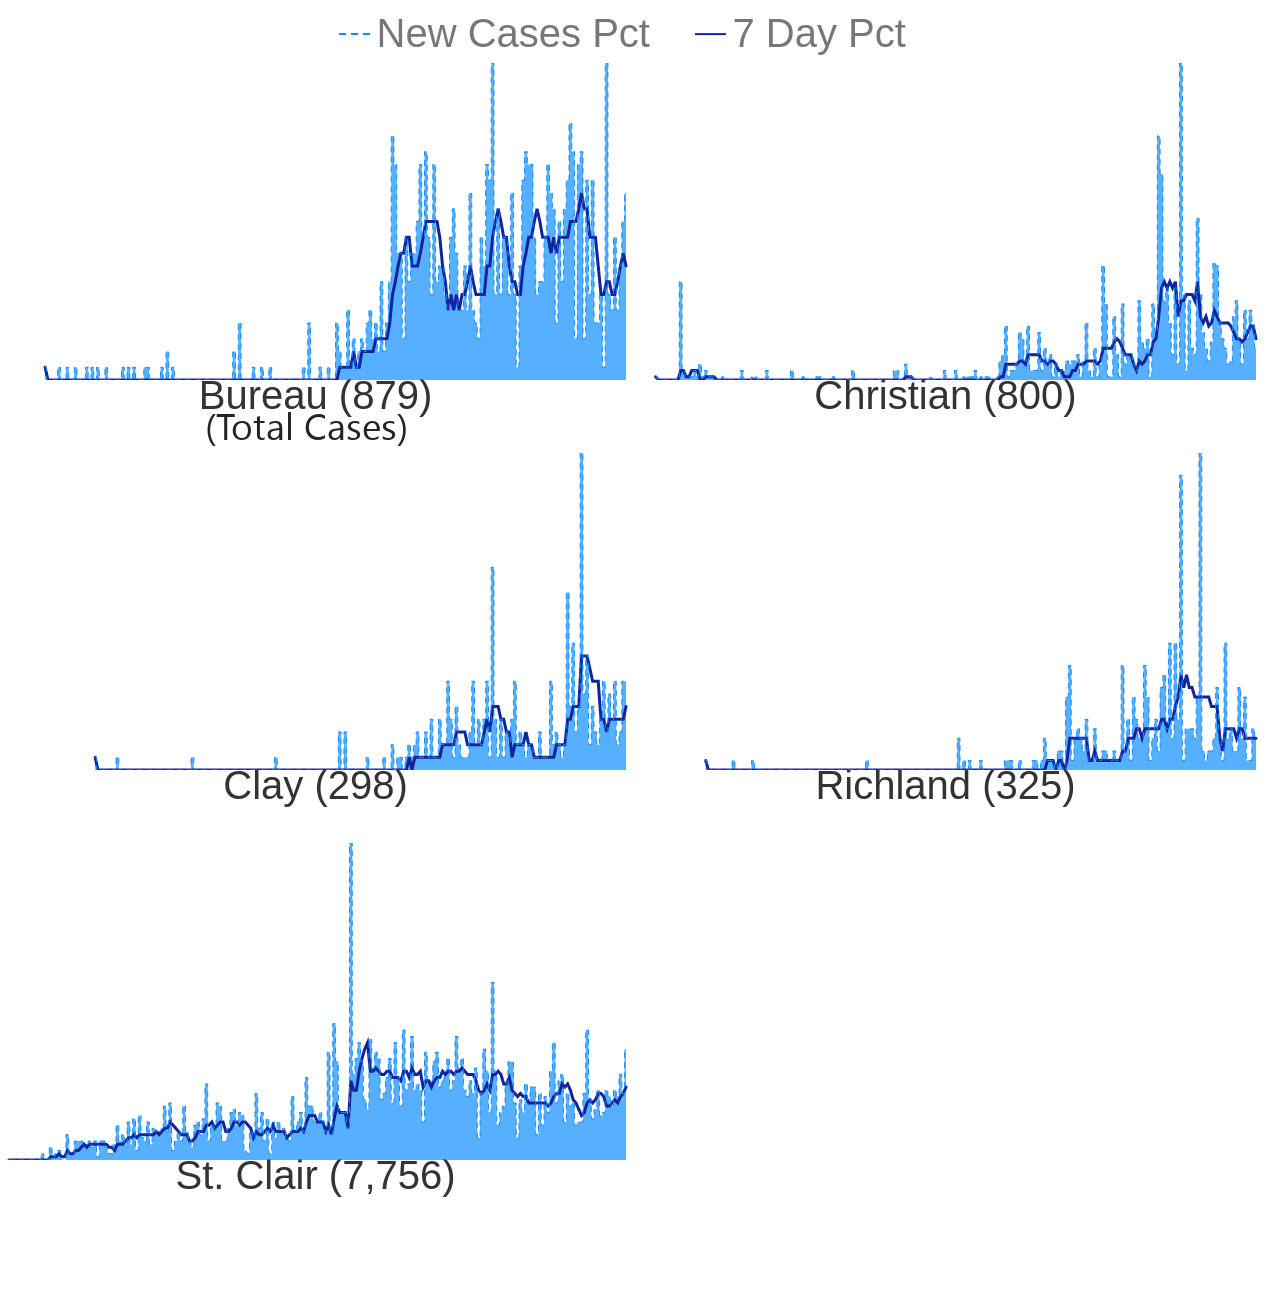 New Cases Pct 7 Day Pct
Bureau (879) Christian (800)
(Total Cases)
Clay (298) Richland (325)
St. Clair (7,756)